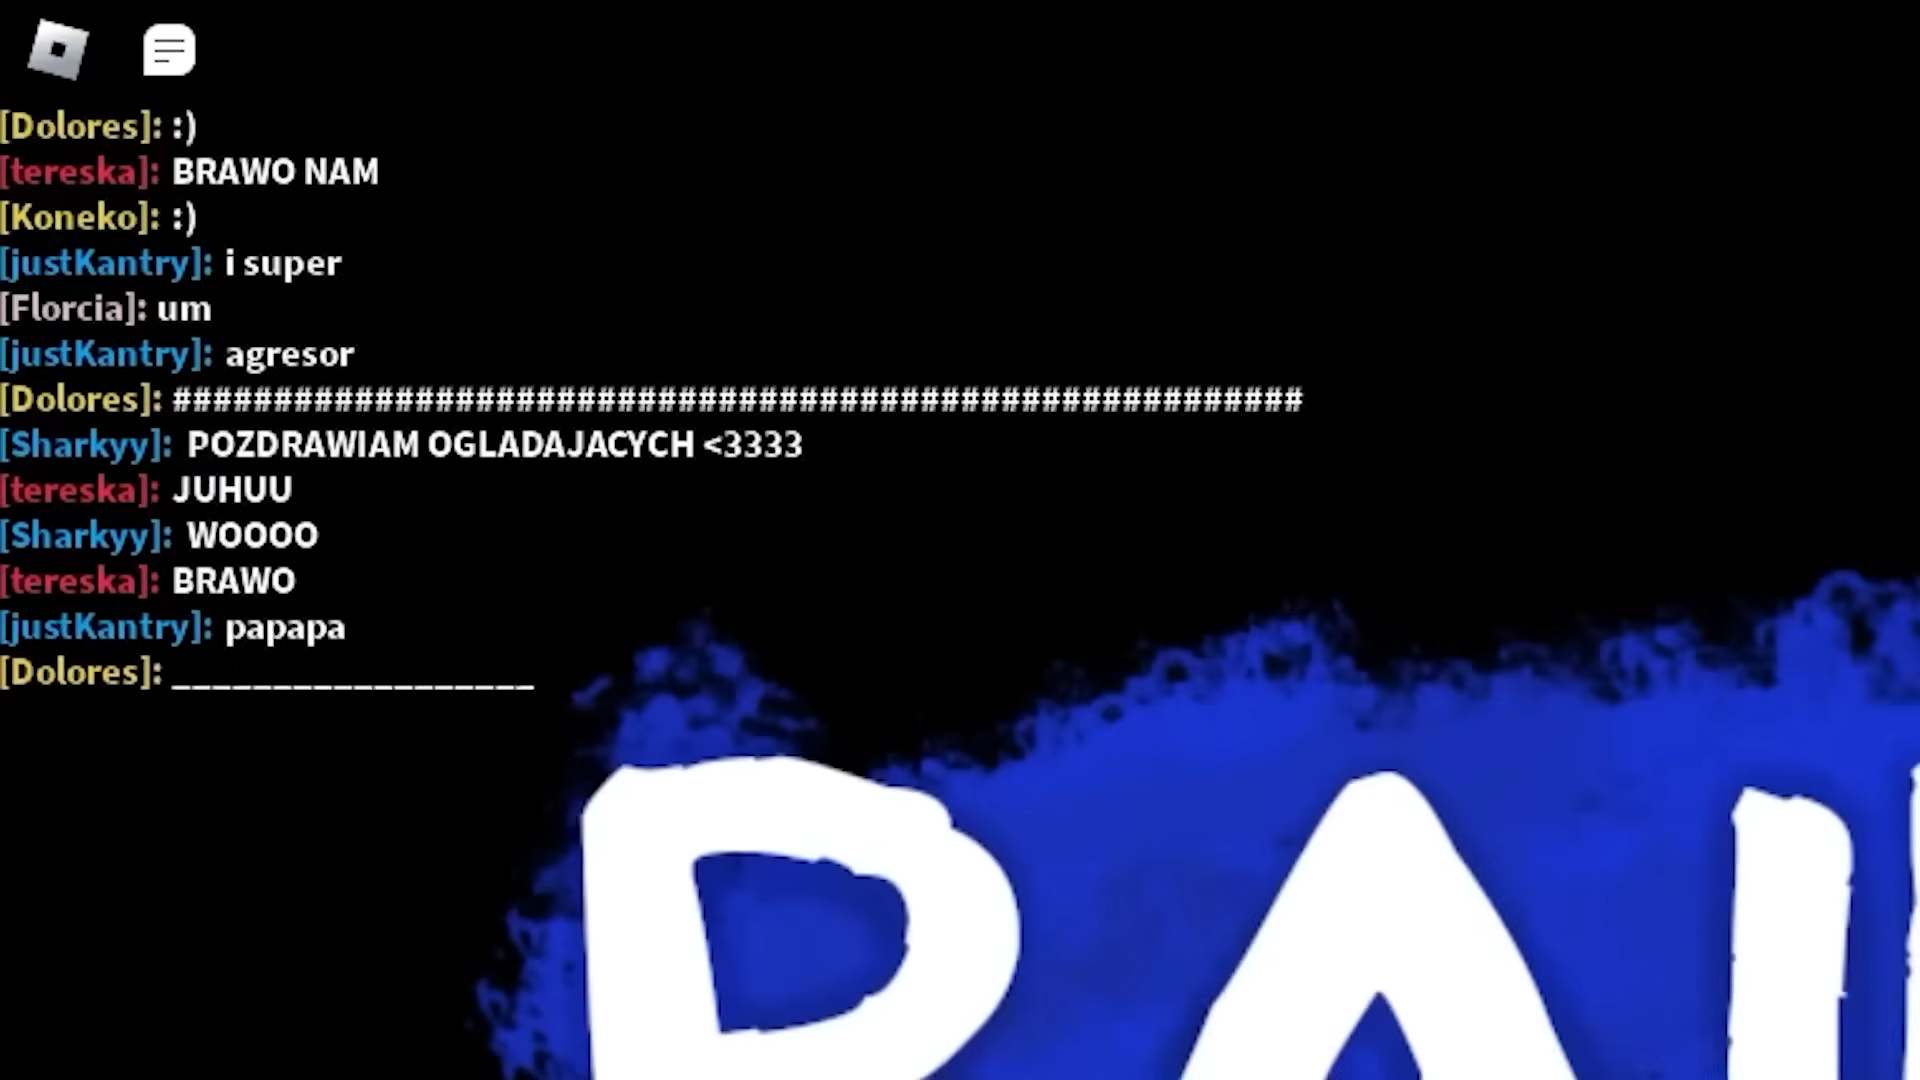 [Dolores]: :)
[tereska]: BRAWO NAM
[Koneko]: :)
[justKantry]: i super
[Florcia]: um
[justKantry]: agresor
[Dolores]: ################################################################################
[Sharkyy]: POZDRAWIAM OGLADAJACYCH <3333
[tereska]: JUHUU
[Sharkyy]: WOOOO
[tereska]: BRAWO
[justKantry]: papapa
[Dolores]: __________________